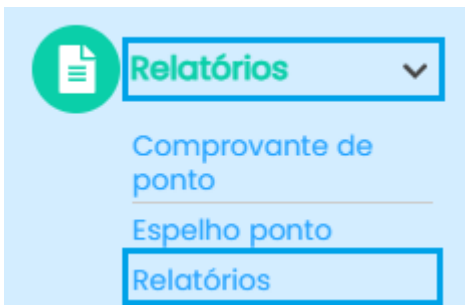 Relatórios
Comprovante de
ponto
Espelho ponto
Relatórios